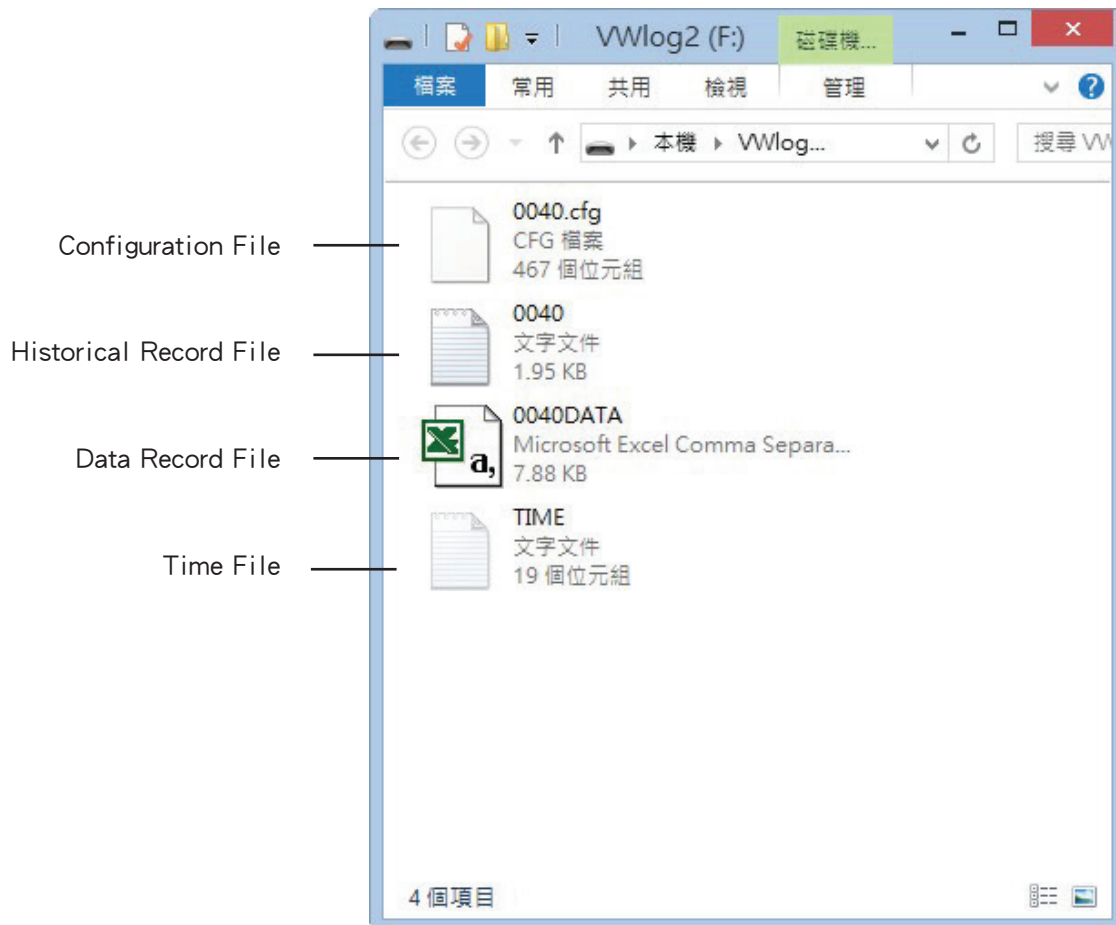 VWlog2 (F:)
磁碟機...
檔案 常用 共用 檢視 管理
本機 VWlog...
搜尋 VW
Configuration File
0040.cfg
CFG 檔案
467 個位元組
Historical Record File
0040
文字文件
1.95 KB
Data Record File
0040DATA
Microsoft Excel Comma Separa...
7.88 KB
Time File
TIME
文字文件
19 個位元組
4 個項目